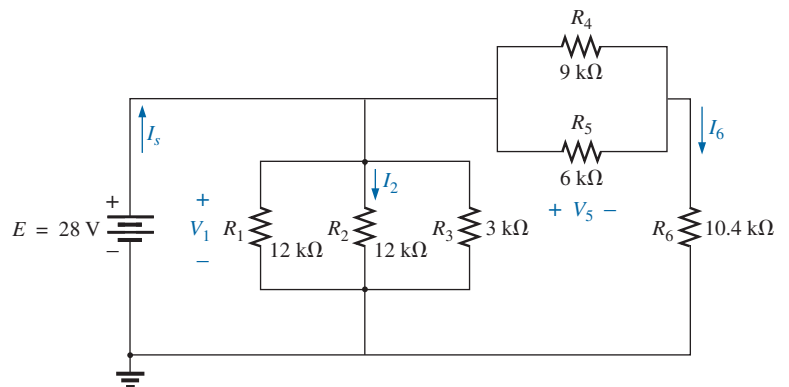 R4
9 kΩ
Is
R5
I6
6 kΩ
+ V5 −
I2
+
E = 28 V
−
+
V1
−
R1
12 kΩ
R2
12 kΩ
R3
3 kΩ
R6
10.4 kΩ